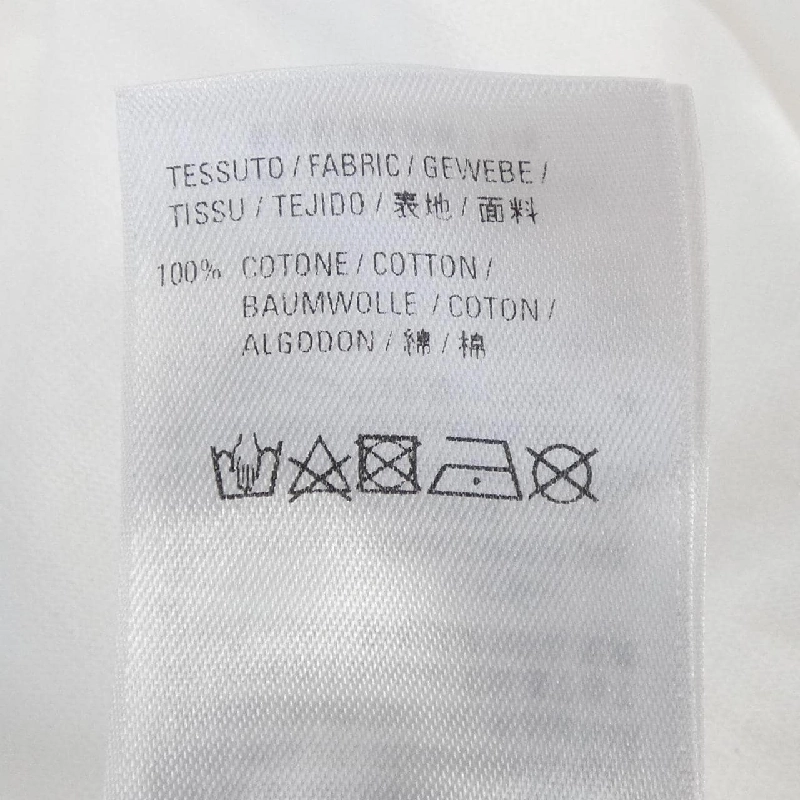 TESSUTO / FABRIC / GEWEBE /
TISSU / TEJIDO / 表地 / 面料
100% COTONE / COTTON /
BAUMWOLLE / COTON /
ALGODON / 綿 / 棉